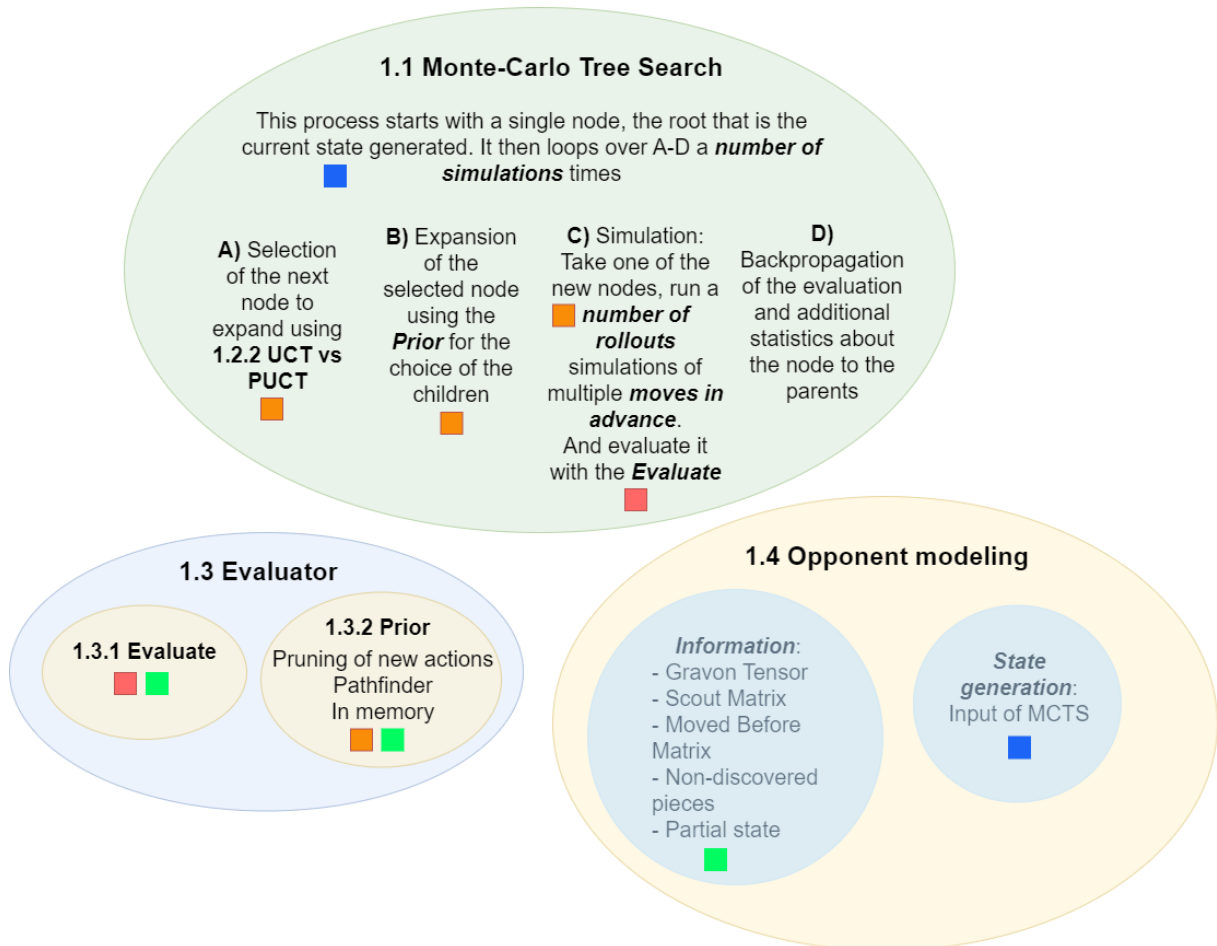 1.1 Monte-Carlo Tree Search
This process starts with a single node, the root that is the
current state generated. It then loops over A-D a number of
simulations times
A) Selection
of the next
node to
expand using
1.2.2 UCT vs
PUCT
B) Expansion
of the
selected node
using the
Prior for the
choice of the
children
C) Simulation:
Take one of the
new nodes, run a
number of
rollouts
simulations of
multiple moves in
advance.
And evaluate it
with the Evaluate
D)
Backpropagation
of the evaluation
and additional
statistics about
the node to the
parents
1.3 Evaluator
1.3.1 Evaluate
1.3.2 Prior
Pruning of new actions
Pathfinder
In memory
1.4 Opponent modeling
Information:
- Gravon Tensor
- Scout Matrix
- Moved Before
Matrix
- Non-discovered
pieces
- Partial state
State
generation:
Input of MCTS